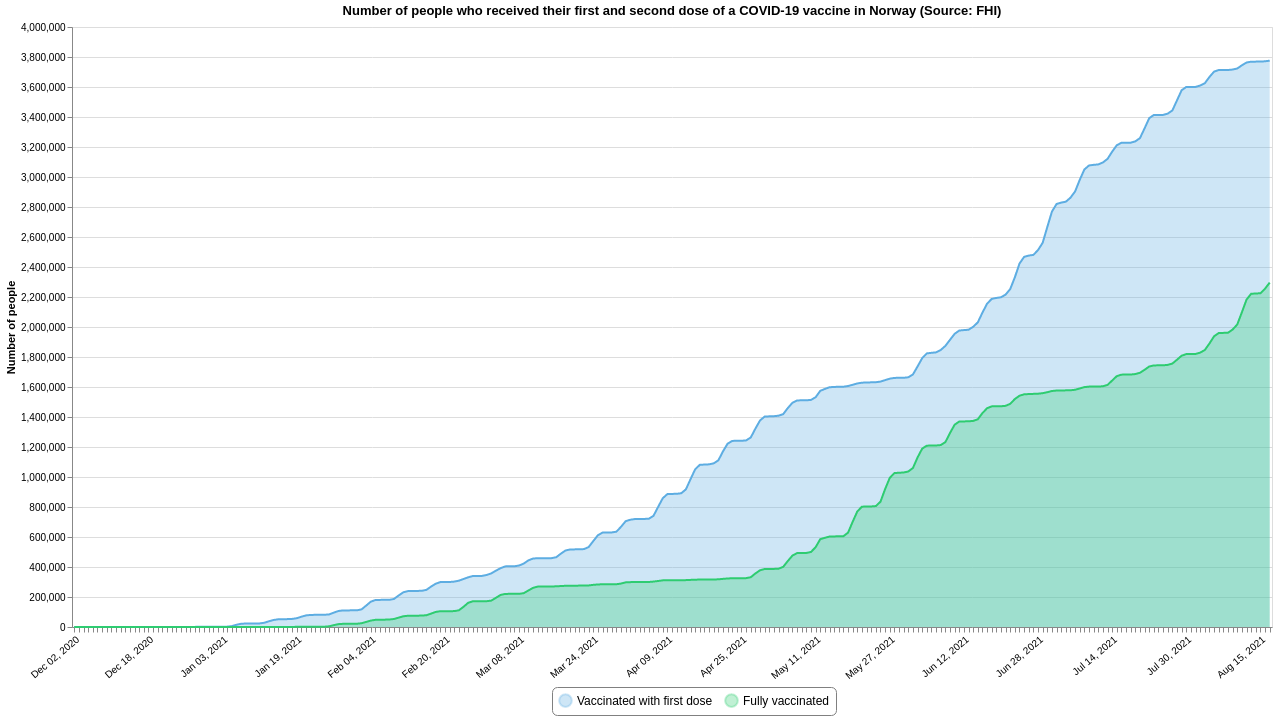 Number of people who received their first and second dose of a COVID-19 vaccine in Norway (Source: FHI)
Number of people
4,000,000
3,800,000
3,600,000
3,400,000
3,200,000
3,000,000
2,800,000
2,600,000
2,400,000
2,200,000
2,000,000
1,800,000
1,600,000
1,400,000
1,200,000
1,000,000
800,000
600,000
400,000
200,000
0
Dec 02, 2020
Dec 18, 2020
Jan 03, 2021
Jan 19, 2021
Feb 04, 2021
Feb 20, 2021
Mar 08, 2021
Mar 24, 2021
Apr 09, 2021
Apr 25, 2021
May 11, 2021
May 27, 2021
Jun 12, 2021
Jun 28, 2021
Jul 14, 2021
Jul 30, 2021
Aug 15, 2021
Vaccinated with first dose
Fully vaccinated